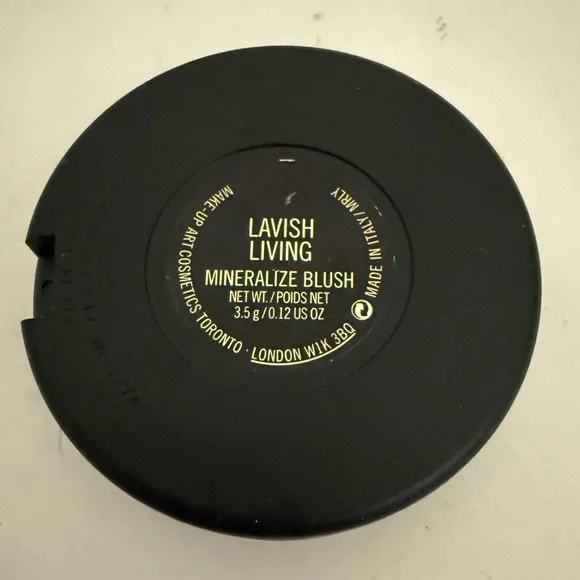 LAVISH
LIVING
MINERALIZE BLUSH
NET WT./POIDS NET
3.5 g/0.12 US OZ
MAKE-UP ART COSMETICS TORONTO · LONDON W1K 3BQ
MADE IN ITALY/MRLY